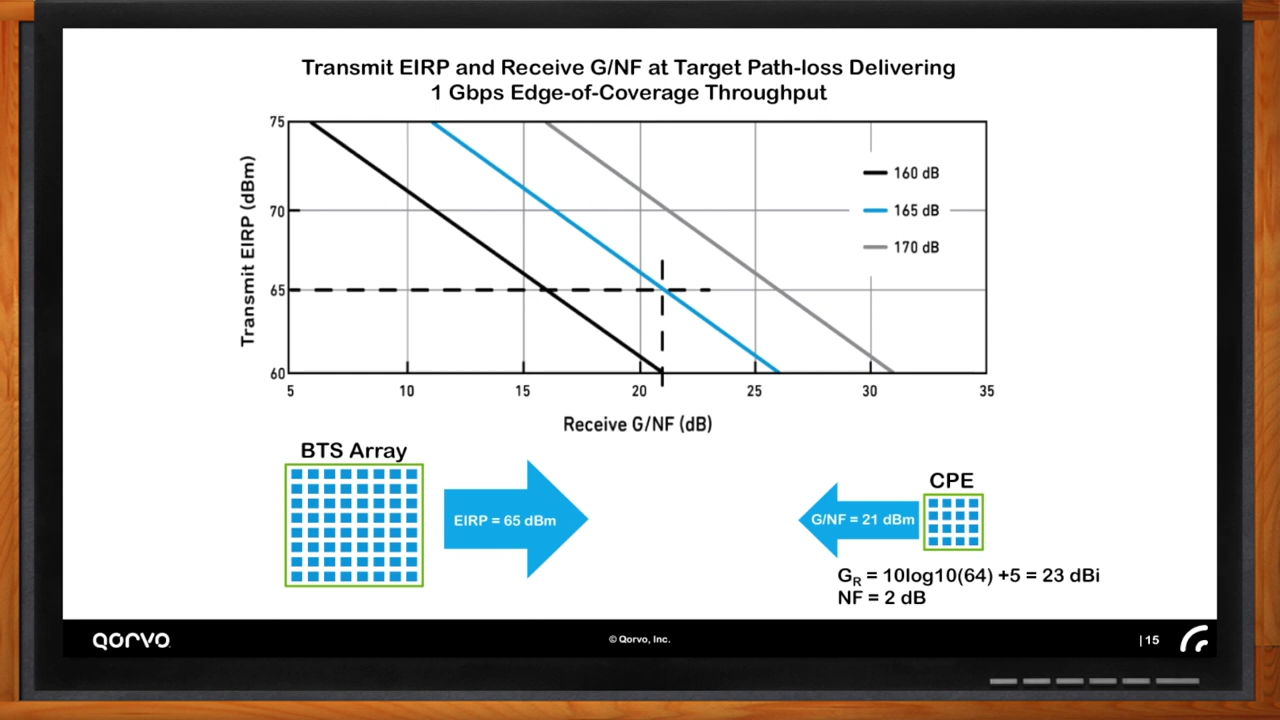 Transmit EIRP and Receive G/NF at Target Path-loss Delivering
1 Gbps Edge-of-Coverage Throughput
Transmit EIRP (dBm)
75
70
65
60
5 10 15 20 25 30 35
Receive G/NF (dB)
160 dB
165 dB
170 dB
BTS Array
EIRP = 65 dBm
CPE
G/NF = 21 dBm
GR = 10log10(64) +5 = 23 dBi
NF = 2 dB
QORVO
© Qorvo, Inc.
| 15